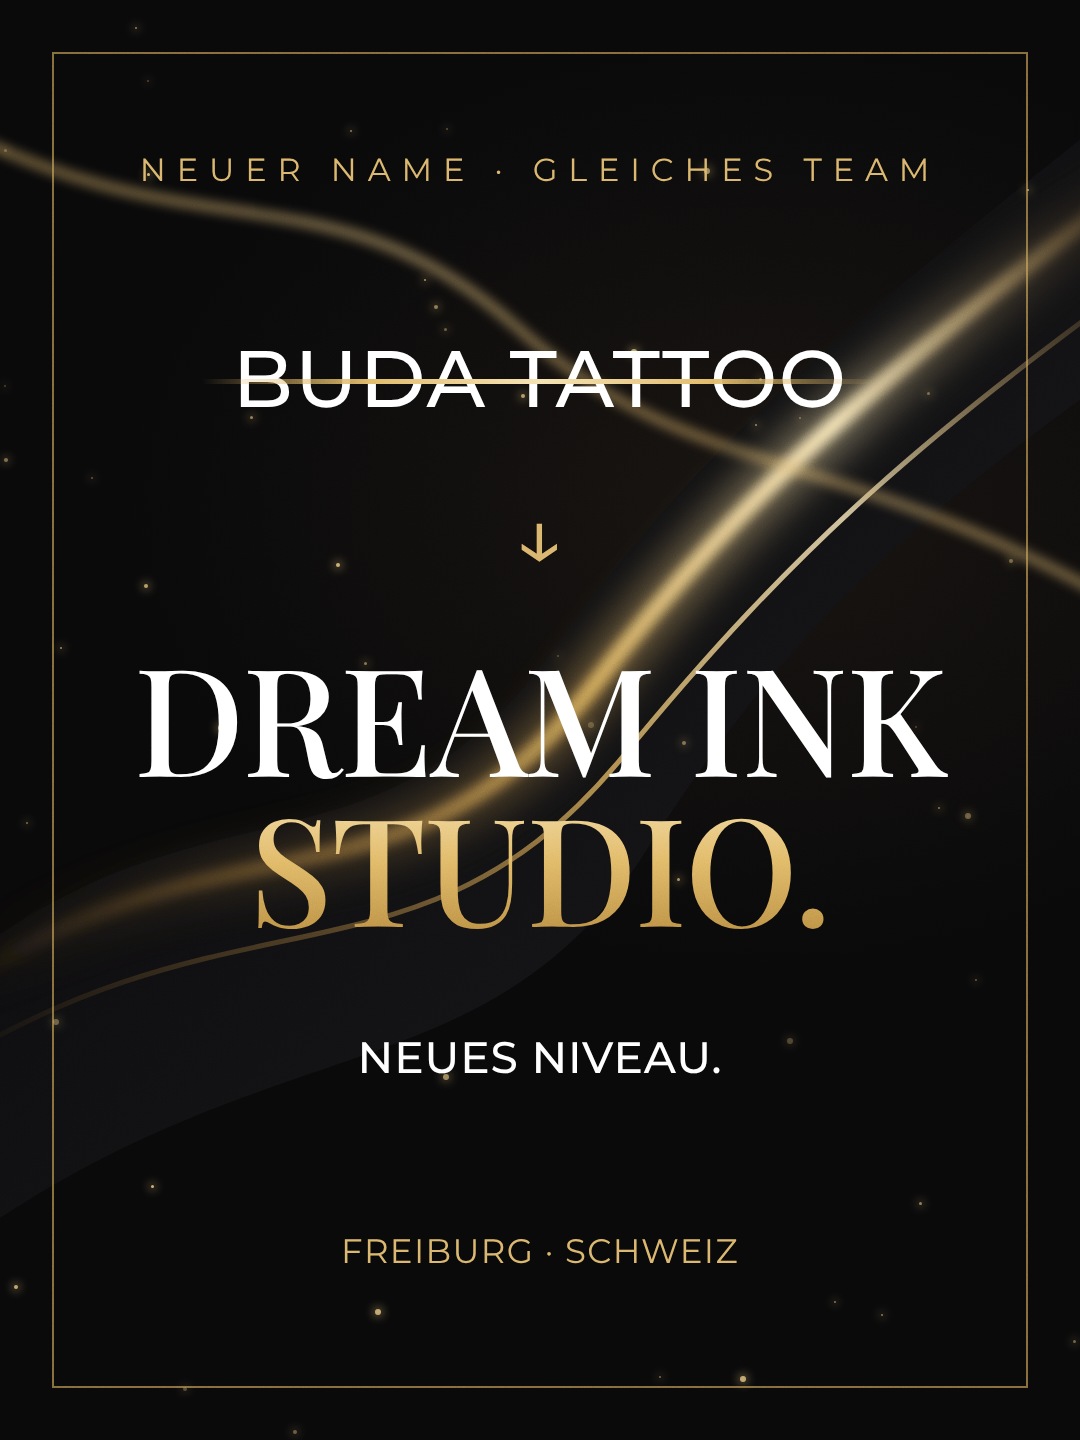 NEUER NAME · GLEICHES TEAM
BUDA TATTOO
↓
DREAM INK
STUDIO.
NEUES NIVEAU.
FREIBURG · SCHWEIZ